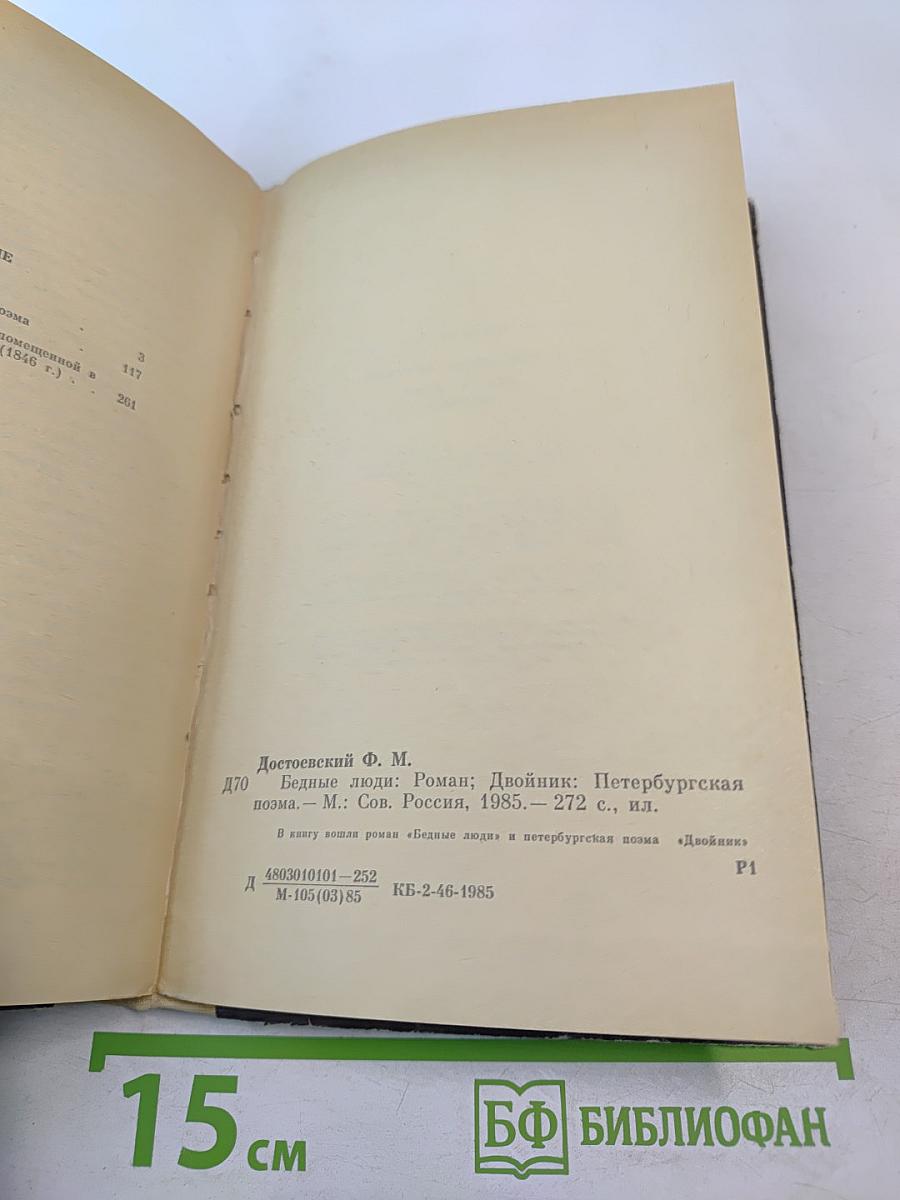 3
помещенной в 117
(1846 г.) . . 261
Достоевский Ф. М.
Д70 Бедные люди: Роман; Двойник: Петербургская
поэма.— М.: Сов. Россия, 1985.— 272 с., ил.
В книгу вошли роман «Бедные люди» и петербургская поэма «Двойник»
Р1
Д 4803010101—252
М-105(03)85 КБ-2-46-1985
15 см
БФ БИБЛИОФАН